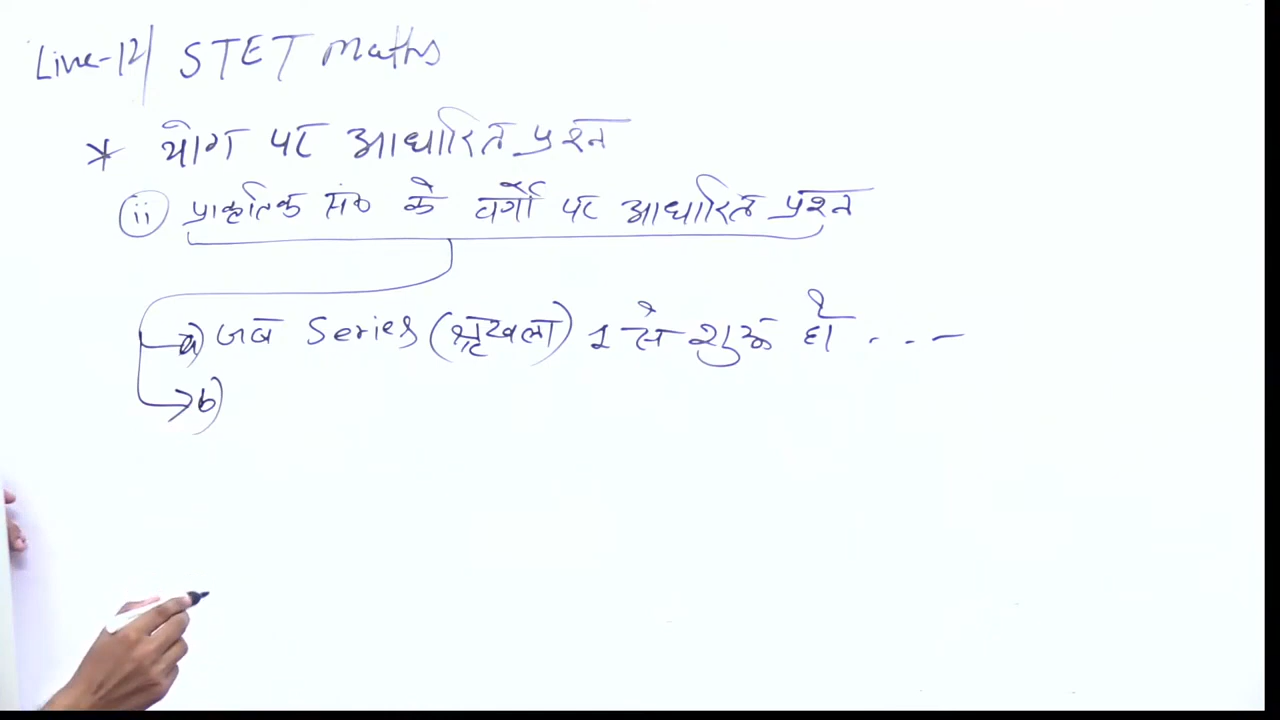 Live-12/ STET Maths
* योग पर आधारित प्रश्न
(ii) प्राकृतिक सं० के वर्गों पर आधारित प्रश्न
a) जब Series (श्रृंखला) 1 से शुरू हो . . . –
b)